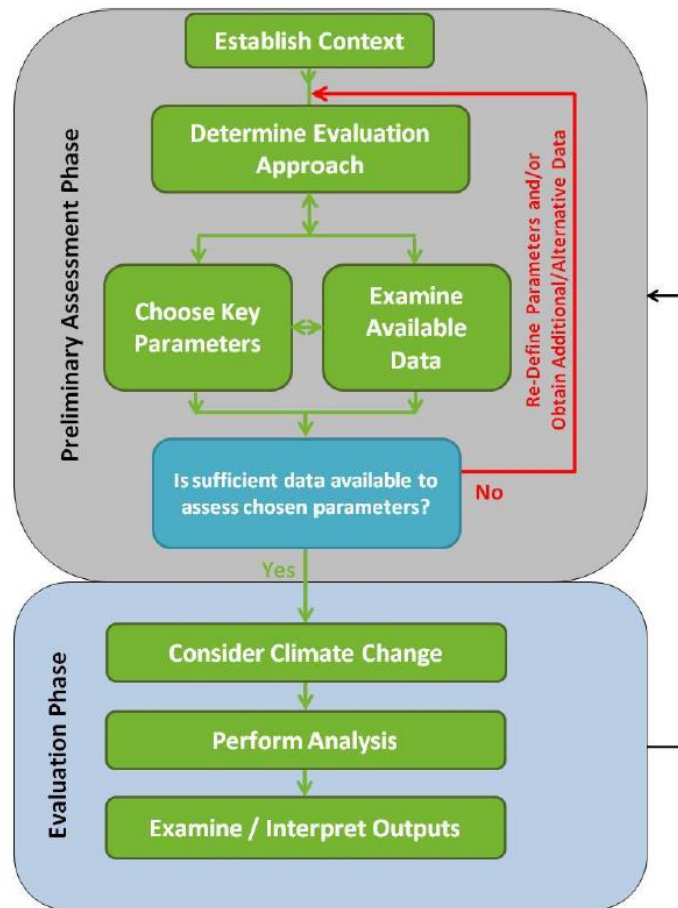 Establish Context
Determine Evaluation
Approach
Preliminary Assessment Phase
Re-Define Parameters and/or
Obtain Additional/Alternative Data
Choose Key
Parameters
Examine
Available
Data
Is sufficient data available to
assess chosen parameters?
No
Yes
Evaluation Phase
Consider Climate Change
Perform Analysis
Examine / Interpret Outputs